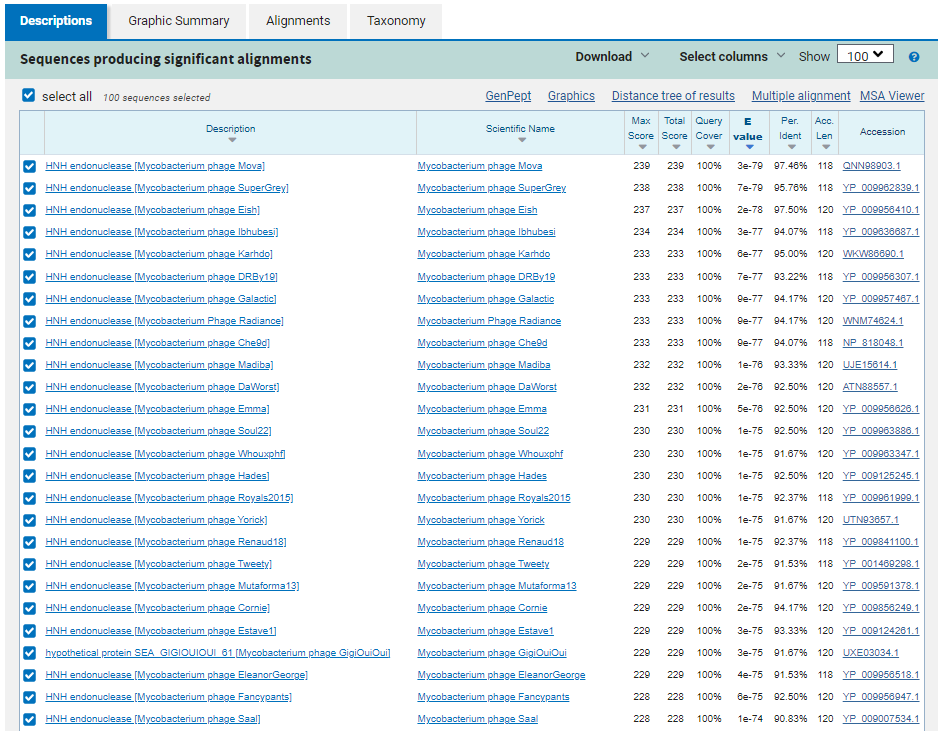 Descriptions Graphic Summary Alignments Taxonomy
Sequences producing significant alignments Download Select columns Show 100 ?
select all 100 sequences selected GenPept Graphics Distance tree of results Multiple alignment MSA Viewer
Description Scientific Name Max Score Total Score Query Cover E value Per. Ident Acc. Len Accession
HNH endonuclease [Mycobacterium phage Mova] Mycobacterium phage Mova 239 239 100% 3e-79 97.46% 118 QNN98903.1
HNH endonuclease [Mycobacterium phage SuperGrey] Mycobacterium phage SuperGrey 238 238 100% 7e-79 95.76% 118 YP_009962839.1
HNH endonuclease [Mycobacterium phage Eish] Mycobacterium phage Eish 237 237 100% 2e-78 97.50% 120 YP_009956410.1
HNH endonuclease [Mycobacterium phage Ibhubesi] Mycobacterium phage Ibhubesi 234 234 100% 3e-77 94.07% 118 YP_009636687.1
HNH endonuclease [Mycobacterium phage Karhdo] Mycobacterium phage Karhdo 233 233 100% 6e-77 95.00% 120 WKW86690.1
HNH endonuclease [Mycobacterium phage DRBy19] Mycobacterium phage DRBy19 233 233 100% 7e-77 93.22% 118 YP_009956307.1
HNH endonuclease [Mycobacterium phage Galactic] Mycobacterium phage Galactic 233 233 100% 9e-77 94.17% 120 YP_009957467.1
HNH endonuclease [Mycobacterium Phage Radiance] Mycobacterium Phage Radiance 233 233 100% 9e-77 94.17% 120 WNM74624.1
HNH endonuclease [Mycobacterium phage Che9d] Mycobacterium phage Che9d 233 233 100% 9e-77 94.07% 118 NP_818048.1
HNH endonuclease [Mycobacterium phage Madiba] Mycobacterium phage Madiba 232 232 100% 1e-76 93.33% 120 UJE15614.1
HNH endonuclease [Mycobacterium phage DaWorst] Mycobacterium phage DaWorst 232 232 100% 2e-76 92.50% 120 ATN88557.1
HNH endonuclease [Mycobacterium phage Emma] Mycobacterium phage Emma 231 231 100% 5e-76 92.50% 120 YP_009956626.1
HNH endonuclease [Mycobacterium phage Soul22] Mycobacterium phage Soul22 230 230 100% 1e-75 92.50% 120 YP_009963886.1
HNH endonuclease [Mycobacterium phage Whouxphf] Mycobacterium phage Whouxphf 230 230 100% 1e-75 91.67% 120 YP_009963347.1
HNH endonuclease [Mycobacterium phage Hades] Mycobacterium phage Hades 230 230 100% 1e-75 92.50% 120 YP_009125245.1
HNH endonuclease [Mycobacterium phage Royals2015] Mycobacterium phage Royals2015 230 230 100% 1e-75 92.37% 118 YP_009961999.1
HNH endonuclease [Mycobacterium phage Yorick] Mycobacterium phage Yorick 230 230 100% 1e-75 91.67% 120 UTN93657.1
HNH endonuclease [Mycobacterium phage Renaud18] Mycobacterium phage Renaud18 229 229 100% 1e-75 92.37% 118 YP_009841100.1
HNH endonuclease [Mycobacterium phage Tweety] Mycobacterium phage Tweety 229 229 100% 2e-75 91.53% 118 YP_001469298.1
HNH endonuclease [Mycobacterium phage Mutaforma13] Mycobacterium phage Mutaforma13 229 229 100% 2e-75 91.67% 120 YP_009591378.1
HNH endonuclease [Mycobacterium phage Cornie] Mycobacterium phage Cornie 229 229 100% 2e-75 94.17% 120 YP_009856249.1
HNH endonuclease [Mycobacterium phage Estave1] Mycobacterium phage Estave1 229 229 100% 3e-75 93.33% 120 YP_009124261.1
hypothetical protein SEA_GIGIOUIOUI_61 [Mycobacterium phage GigiOuiOui] Mycobacterium phage GigiOuiOui 229 229 100% 3e-75 91.67% 120 UXE03034.1
HNH endonuclease [Mycobacterium phage EleanorGeorge] Mycobacterium phage EleanorGeorge 229 229 100% 4e-75 91.53% 118 YP_009956518.1
HNH endonuclease [Mycobacterium phage Fancypants] Mycobacterium phage Fancypants 228 228 100% 6e-75 92.50% 120 YP_009956947.1
HNH endonuclease [Mycobacterium phage Saal] Mycobacterium phage Saal 228 228 100% 1e-74 90.83% 120 YP_009007534.1